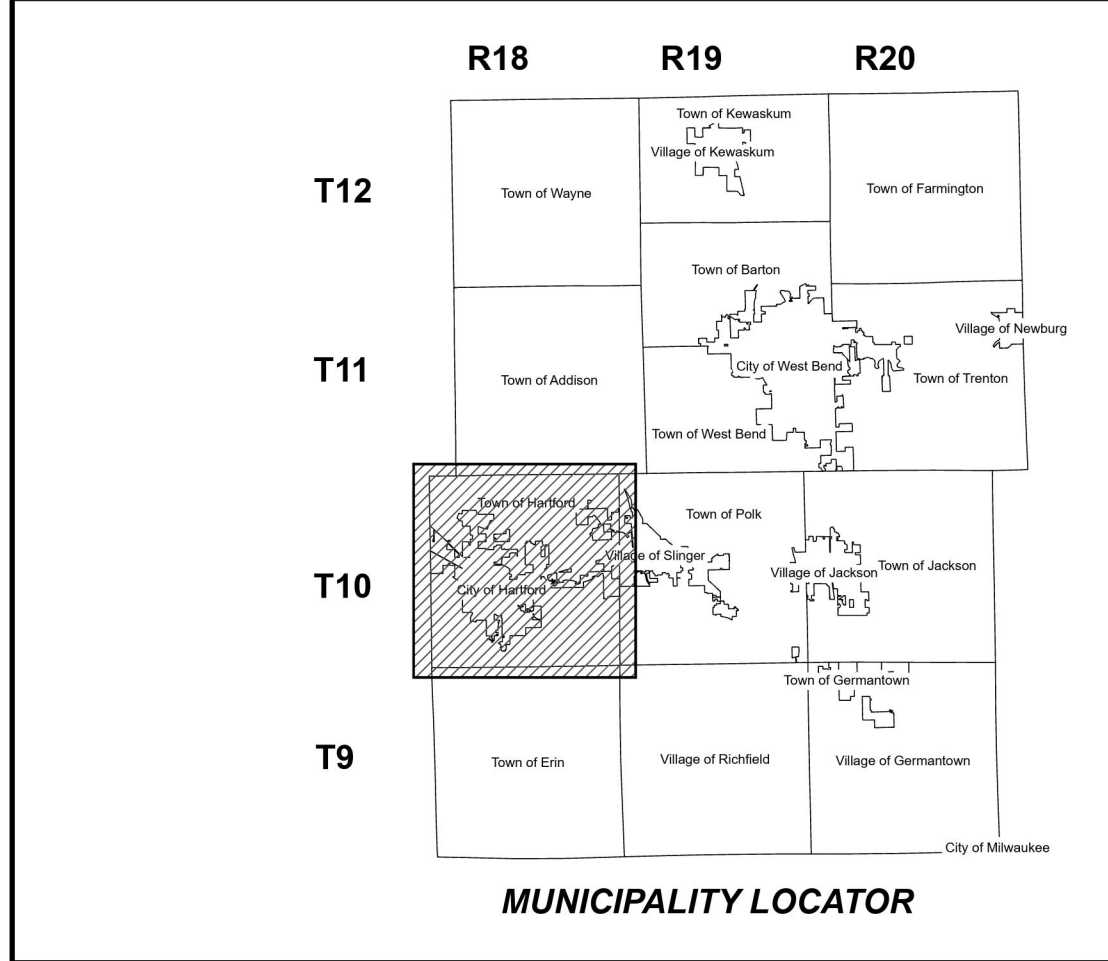 R18 R19 R20
Town of Kewaskum
Village of Kewaskum
T12
Town of Wayne
Town of Farmington
Town of Barton
Village of Newburg
T11
City of West Bend
Town of Addison
Town of Trenton
Town of West Bend
Town of Hartford
Town of Polk
Village of Slinger
T10
Village of Jackson
Town of Jackson
City of Hartford
Town of Germantown
T9
Town of Erin
Village of Richfield
Village of Germantown
City of Milwaukee
MUNICIPALITY LOCATOR